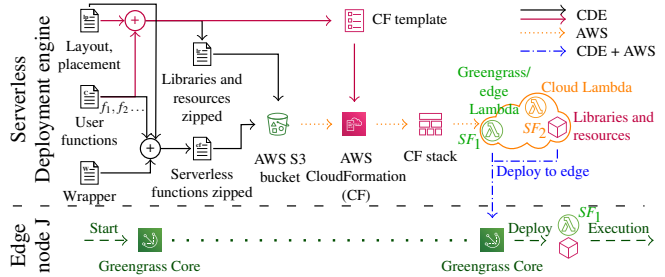 Serverless
Deployment engine
Layout,
placement
f1, f2 ...
User
functions
Wrapper
Libraries and
resources
zipped
Serverless
functions zipped
CF template
AWS S3
bucket
AWS
CloudFormation
(CF)
CF stack
CDE
AWS
CDE + AWS
Greengrass/
edge
Lambda
Cloud Lambda
SF1
SF2
Libraries and
resources
Deploy to edge
Edge
node J
Start
Greengrass Core
Greengrass Core
Deploy
SF1
Execution